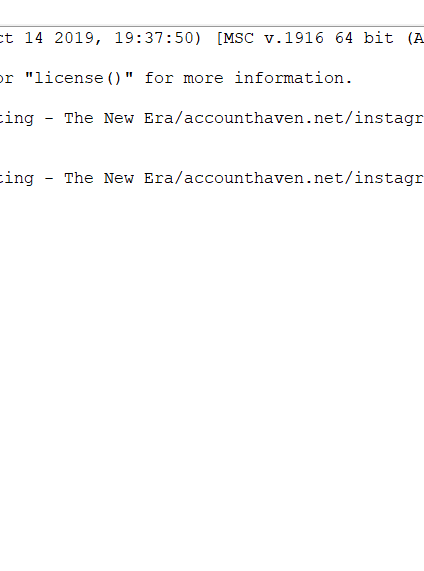 ct 14 2019, 19:37:50) [MSC v.1916 64 bit (A
or "license()" for more information.
ting - The New Era/accounthaven.net/instagr
ting - The New Era/accounthaven.net/instagr